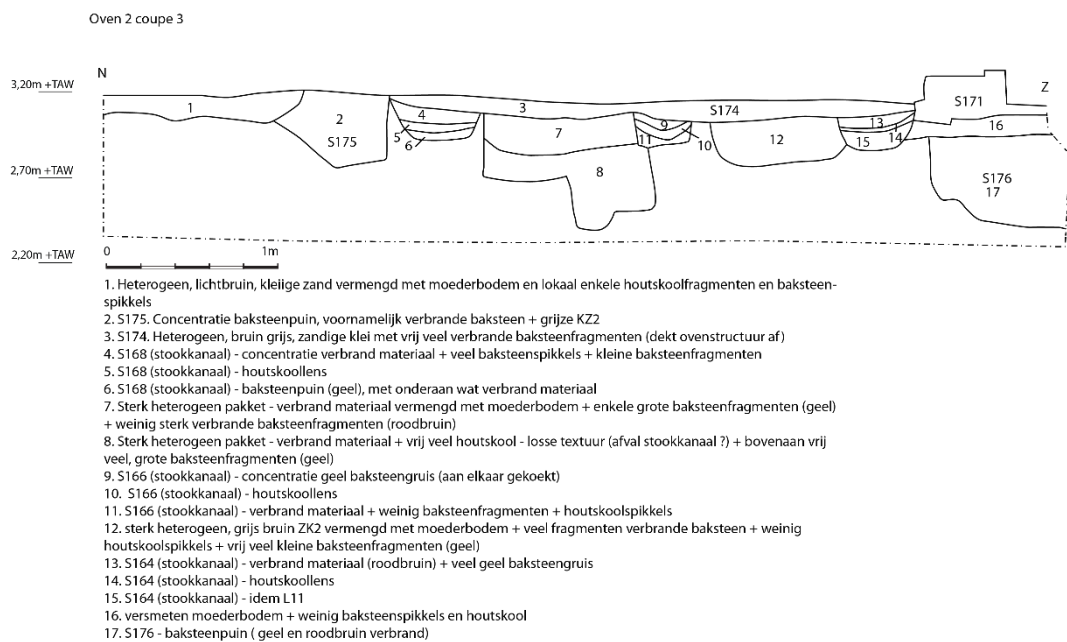 Oven 2 coupe 3
N
3,20m +TAW
Z
1
2
S175
3
S174
4
5
6
7
8
9
10
11
12
13
14
15
S171
16
S176
17
2,70m +TAW
2,20m +TAW
0 1m
1. Heterogeen, lichtbruin, kleiige zand vermengd met moederbodem en lokaal enkele houtskoolfragmenten en baksteen-
spikkels
2. S175. Concentratie baksteenpuin, voornamelijk verbrande baksteen + grijze KZ2
3. S174. Heterogeen, bruin grijs, zandige klei met vrij veel verbrande baksteenfragmenten (dekt ovenstructuur af)
4. S168 (stookkanaal) - concentratie verbrand materiaal + veel baksteenspikkels + kleine baksteenfragmenten
5. S168 (stookkanaal) - houtskoollens
6. S168 (stookkanaal) - baksteenpuin (geel), met onderaan wat verbrand materiaal
7. Sterk heterogeen pakket - verbrand materiaal vermengd met moederbodem + enkele grote baksteenfragmenten (geel)
+ weinig sterk verbrande baksteenfragmenten (roodbruin)
8. Sterk heterogeen pakket - verbrand materiaal + vrij veel houtskool - losse textuur (afval stookkanaal ?) + bovenaan vrij
veel, grote baksteenfragmenten (geel)
9. S166 (stookkanaal) - concentratie geel baksteengruis (aan elkaar gekoekt)
10. S166 (stookkanaal) - houtskoollens
11. S166 (stookkanaal) - verbrand materiaal + weinig baksteenfragmenten + houtskoolspikkels
12. sterk heterogeen, grijs bruin ZK2 vermengd met moederbodem + veel fragmenten verbrande baksteen + weinig
houtskoolspikkels + vrij veel kleine baksteenfragmenten (geel)
13. S164 (stookkanaal) - verbrand materiaal (roodbruin) + veel geel baksteengruis
14. S164 (stookkanaal) - houtskoollens
15. S164 (stookkanaal) - idem L11
16. versmeten moederbodem + weinig baksteenspikkels en houtskool
17. S176 - baksteenpuin ( geel en roodbruin verbrand)